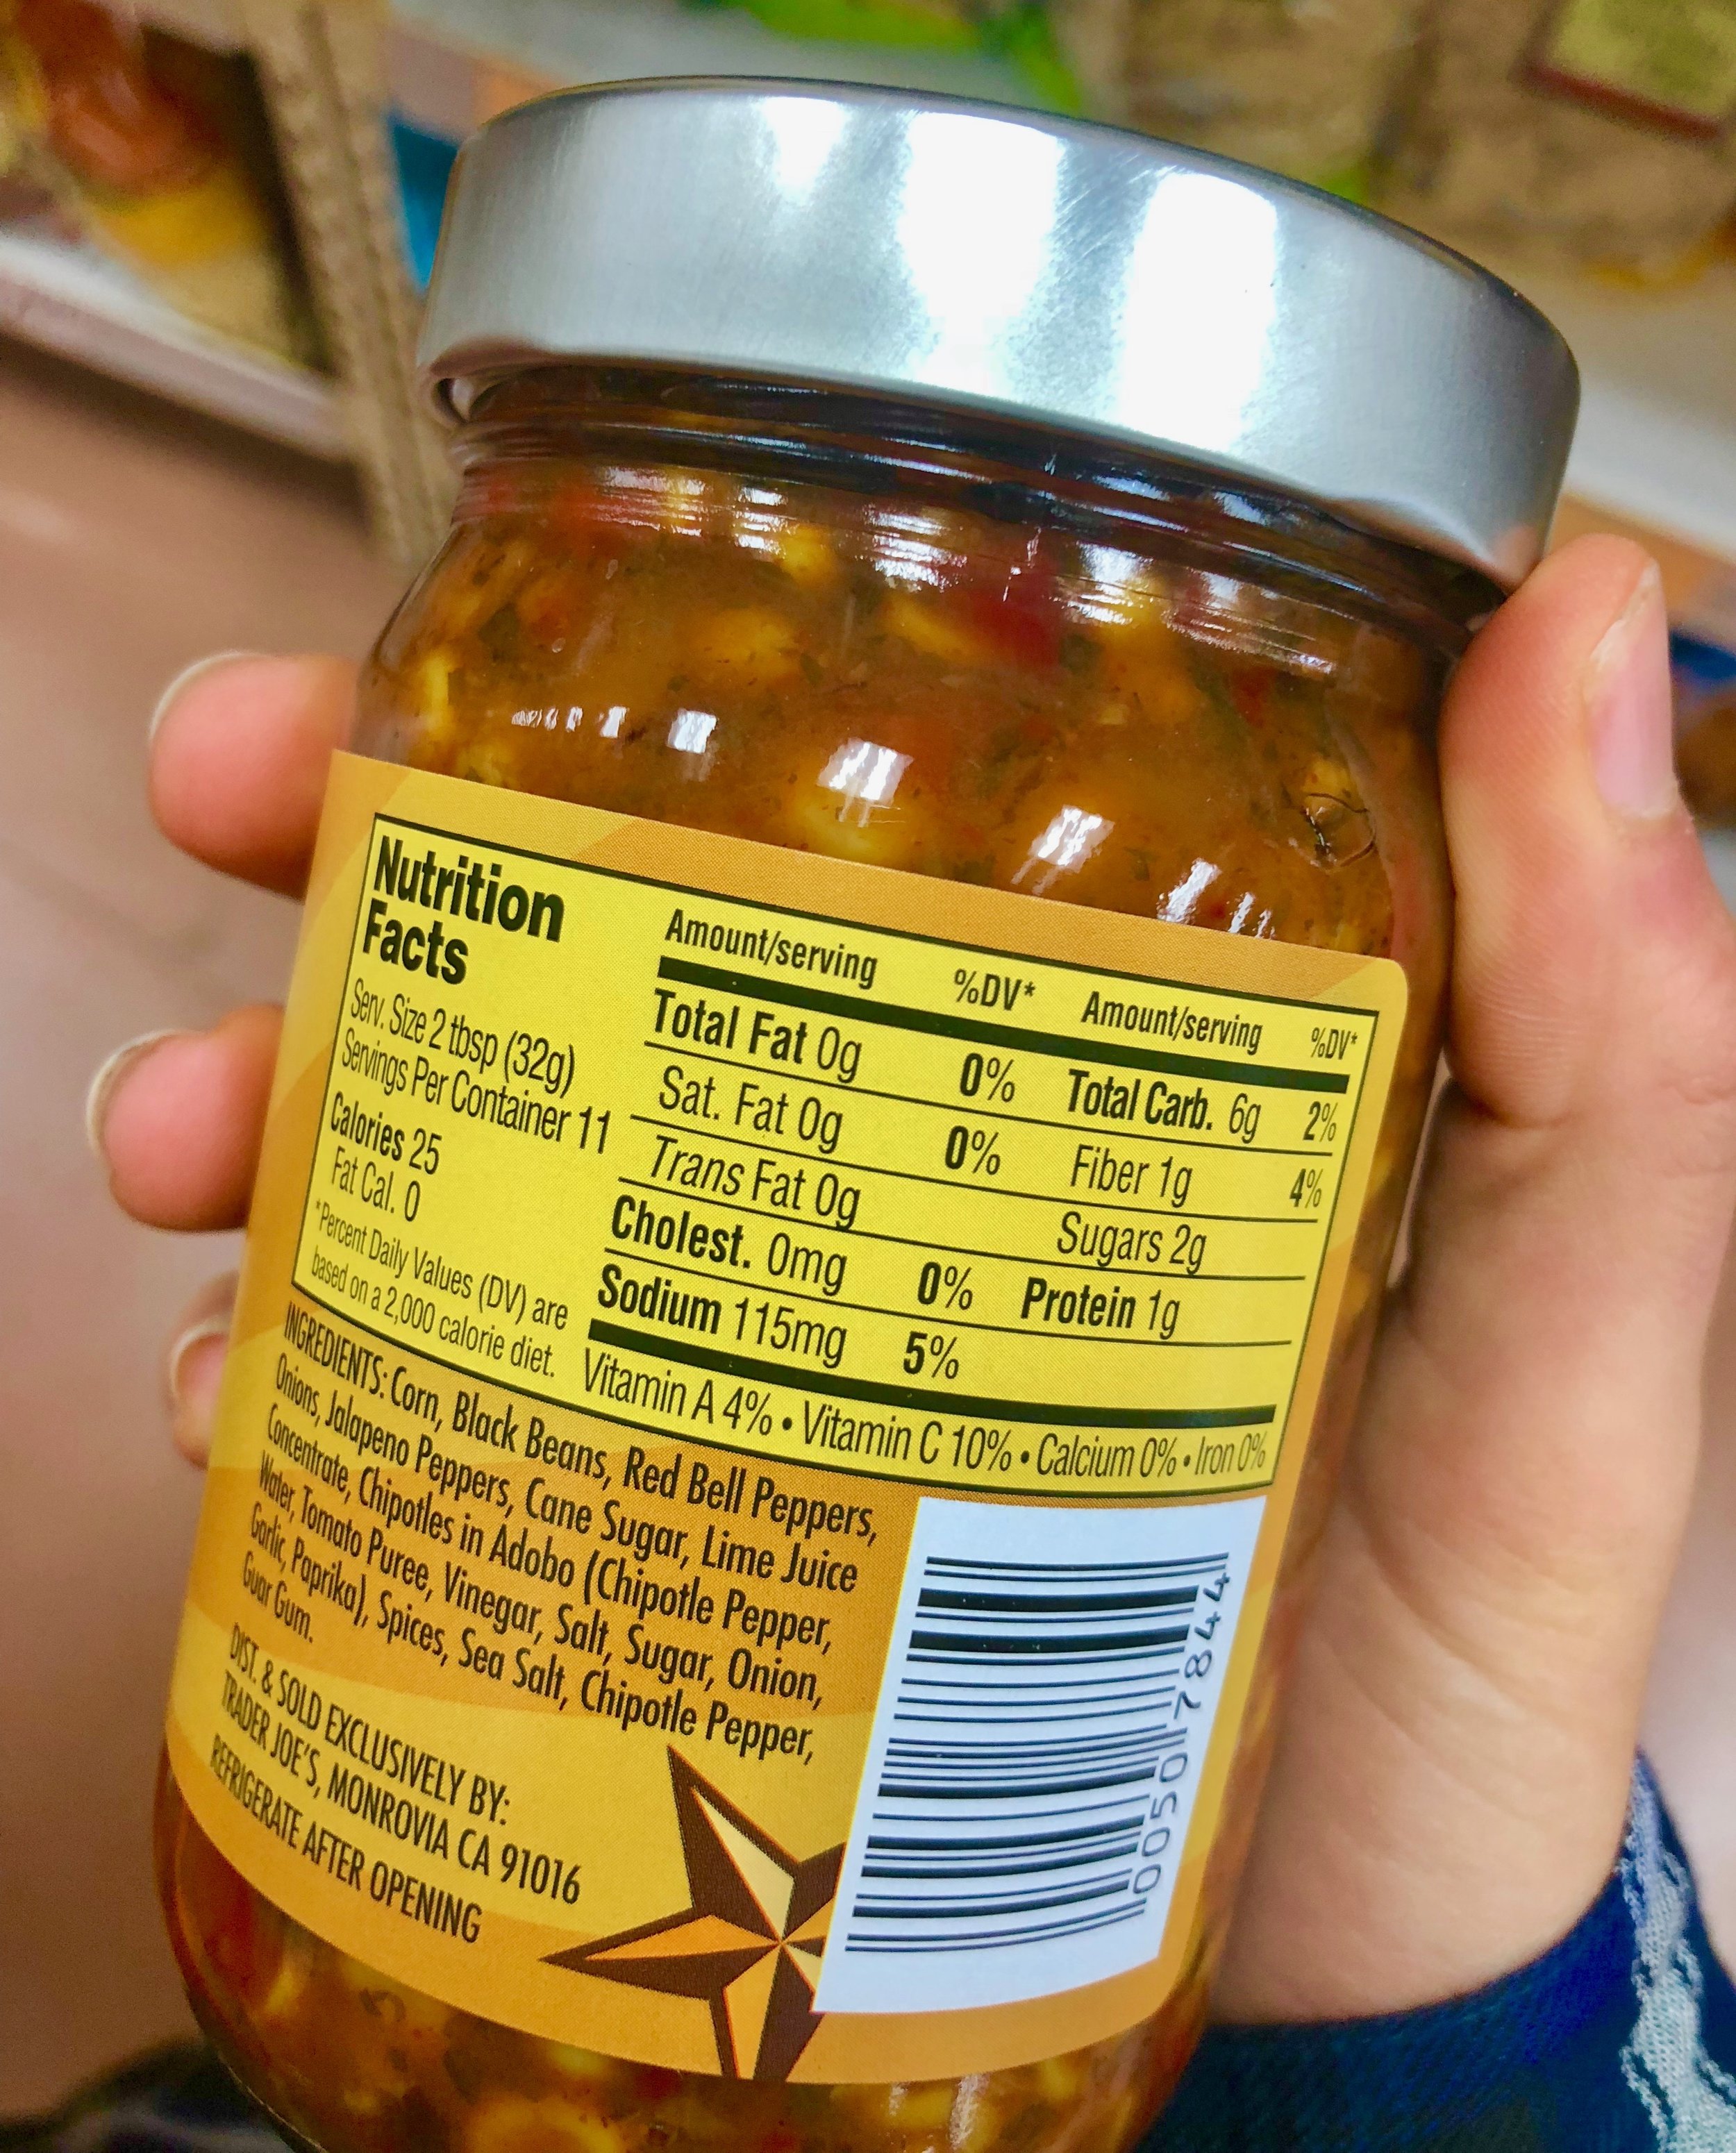 Nutrition
Facts
Serv. Size 2 tbsp (32g)
Servings Per Container 11
Calories 25
Fat Cal. 0
*Percent Daily Values (DV) are
based on a 2,000 calorie diet.
Amount/serving %DV* Amount/serving %DV*
Total Fat 0g 0% Total Carb. 6g 2%
Sat. Fat 0g 0% Fiber 1g 4%
Trans Fat 0g Sugars 2g
Cholest. 0mg 0% Protein 1g
Sodium 115mg 5%
Vitamin A 4% • Vitamin C 10% • Calcium 0% • Iron 0%
INGREDIENTS: Corn, Black Beans, Red Bell Peppers,
Onions, Jalapeno Peppers, Cane Sugar, Lime Juice
Concentrate, Chipotles in Adobo (Chipotle Pepper,
Water, Tomato Puree, Vinegar, Salt, Sugar, Onion,
Garlic, Paprika), Spices, Sea Salt, Chipotle Pepper,
Guar Gum.
DIST. & SOLD EXCLUSIVELY BY:
TRADER JOE'S, MONROVIA CA 91016
REFRIGERATE AFTER OPENING
0050 7844